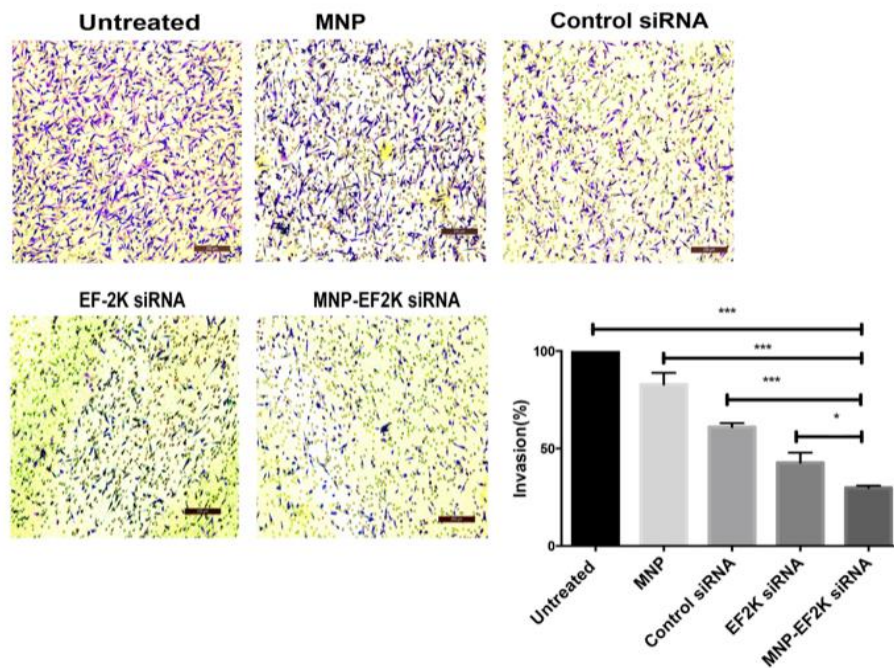 Untreated MNP Control siRNA
EF-2K siRNA MNP-EF2K siRNA
***
***
***
*
100
50
0
Invasion(%)
Untreated
MNP
Control siRNA
EF2K siRNA
MNP-EF2K siRNA